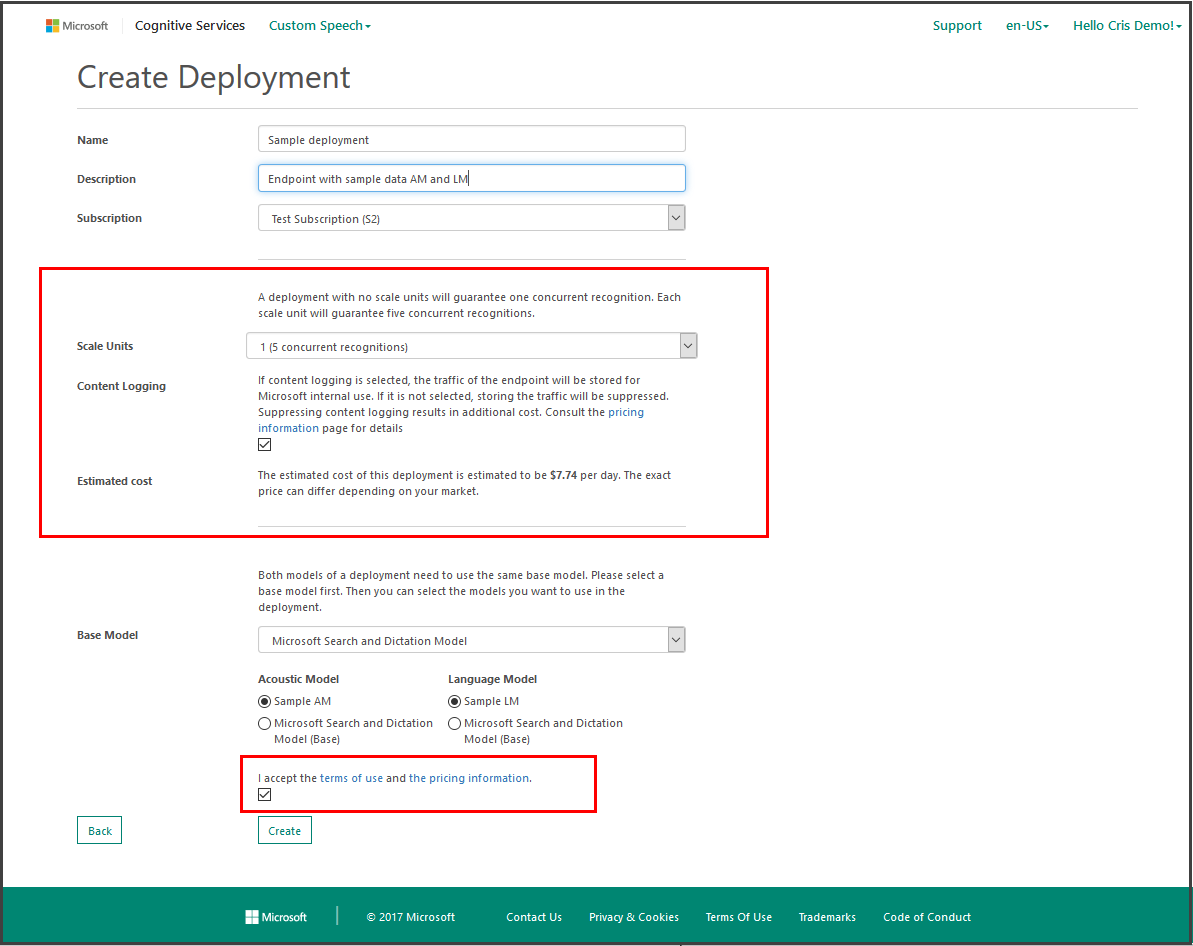 Microsoft Cognitive Services Custom Speech Support en-US Hello Cris Demo!
Create Deployment
Name Sample deployment
Description Endpoint with sample data AM and LM
Subscription Test Subscription (S2)
A deployment with no scale units will guarantee one concurrent recognition. Each
scale unit will guarantee five concurrent recognitions.
Scale Units 1 (5 concurrent recognitions)
Content Logging
If content logging is selected, the traffic of the endpoint will be stored for
Microsoft internal use. If it is not selected, storing the traffic will be suppressed.
Suppressing content logging results in additional cost. Consult the pricing
information page for details
Estimated cost
The estimated cost of this deployment is estimated to be $7.74 per day. The exact
price can differ depending on your market.
Both models of a deployment need to use the same base model. Please select a
base model first. Then you can select the models you want to use in the
deployment.
Base Model Microsoft Search and Dictation Model
Acoustic Model
Sample AM
Microsoft Search and Dictation
Model (Base)
Language Model
Sample LM
Microsoft Search and Dictation
Model (Base)
I accept the terms of use and the pricing information.
Back Create
Microsoft © 2017 Microsoft Contact Us Privacy & Cookies Terms Of Use Trademarks Code of Conduct